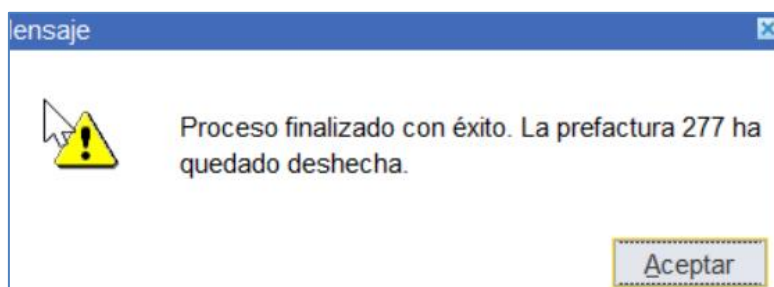 lensaje
Proceso finalizado con éxito. La prefactura 277 ha
quedado deshecha.
Aceptar